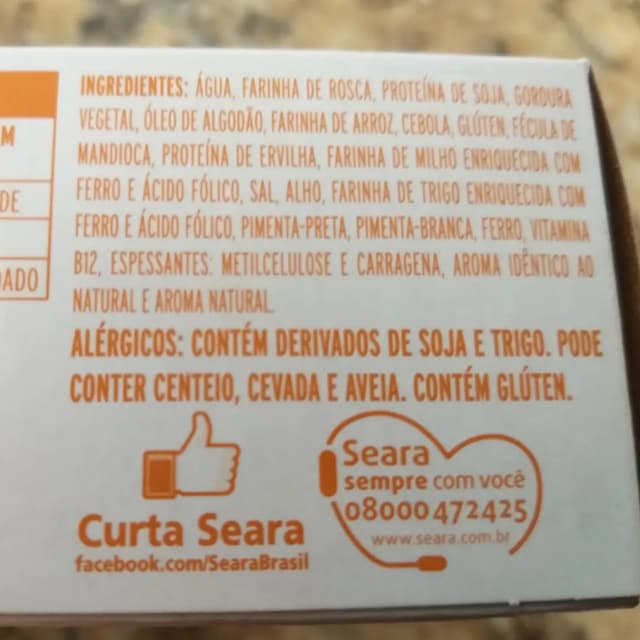 M
DE
DADO
INGREDIENTES: ÁGUA, FARINHA DE ROSCA, PROTEÍNA DE SOJA, GORDURA
VEGETAL, ÓLEO DE ALGODÃO, FARINHA DE ARROZ, CEBOLA, GLÚTEN, FÉCULA DE
MANDIOCA, PROTEÍNA DE ERVILHA, FARINHA DE MILHO ENRIQUECIDA COM
FERRO E ÁCIDO FÓLICO, SAL, ALHO, FARINHA DE TRIGO ENRIQUECIDA COM
FERRO E ÁCIDO FÓLICO, PIMENTA-PRETA, PIMENTA-BRANCA, FERRO, VITAMINA
B12, ESPESSANTES: METILCELULOSE E CARRAGENA, AROMA IDÊNTICO AO
NATURAL E AROMA NATURAL.
ALÉRGICOS: CONTÉM DERIVADOS DE SOJA E TRIGO. PODE
CONTER CENTEIO, CEVADA E AVEIA. CONTÉM GLÚTEN.
Curta Seara
facebook.com/SearaBrasil
Seara
sempre com você
08000 472425
www.seara.com.br